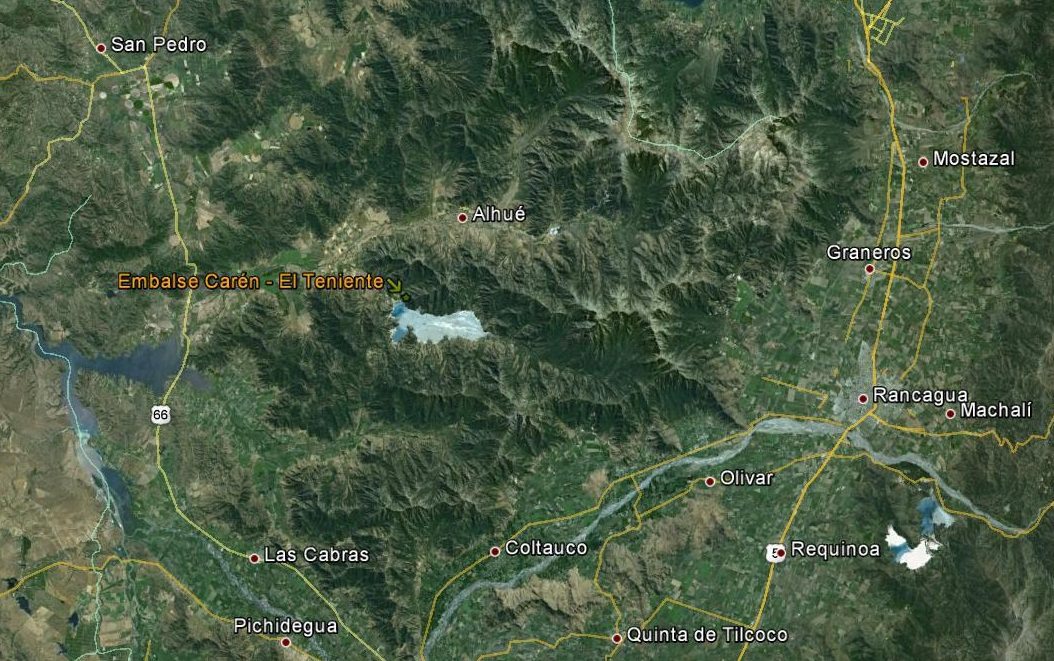 San Pedro
Mostazal
Alhué
Graneros
Embalse Carén - El Teniente
Rancagua
66
Machalí
Olivar
Coltauco
5
Requinoa
Las Cabras
Pichidegua
Quinta de Tilcoco